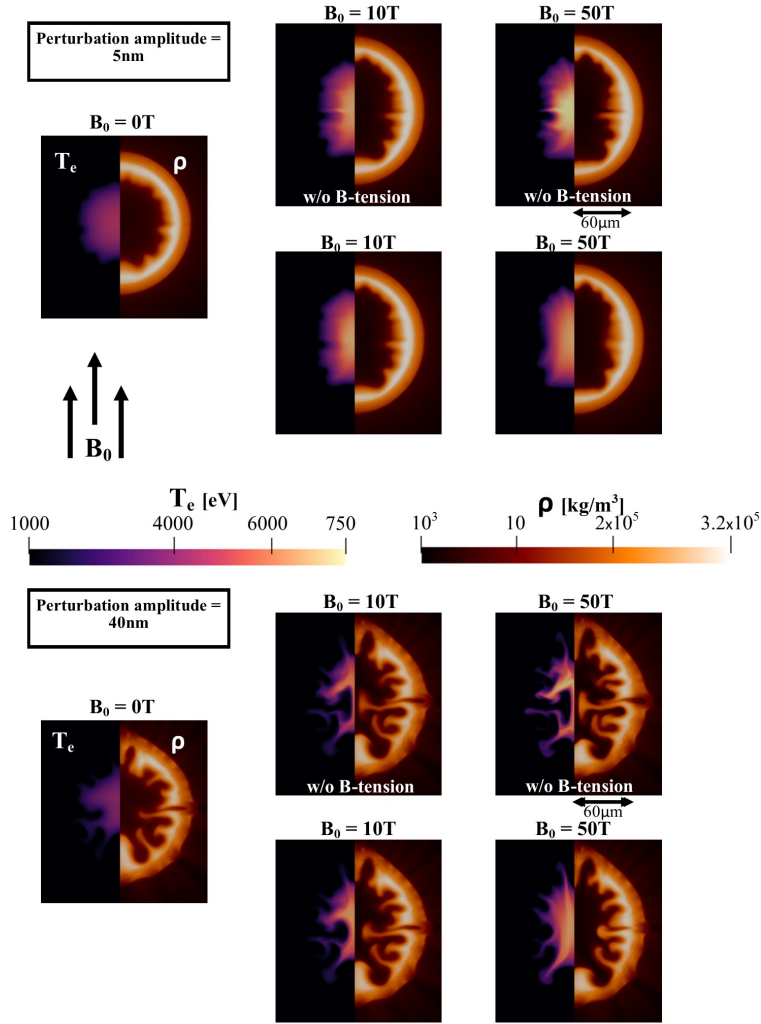 Perturbation amplitude =
5nm
B₀ = 10T
B₀ = 50T
B₀ = 0T
Tₑ ρ
w/o B-tension
w/o B-tension
60μm
B₀ = 10T
B₀ = 50T
B₀
Tₑ [eV]
1000 4000 6000 750
ρ [kg/m³]
10³ 10 2x10⁵ 3.2x10⁵
Perturbation amplitude =
40nm
B₀ = 10T
B₀ = 50T
B₀ = 0T
Tₑ ρ
w/o B-tension
w/o B-tension
60μm
B₀ = 10T
B₀ = 50T